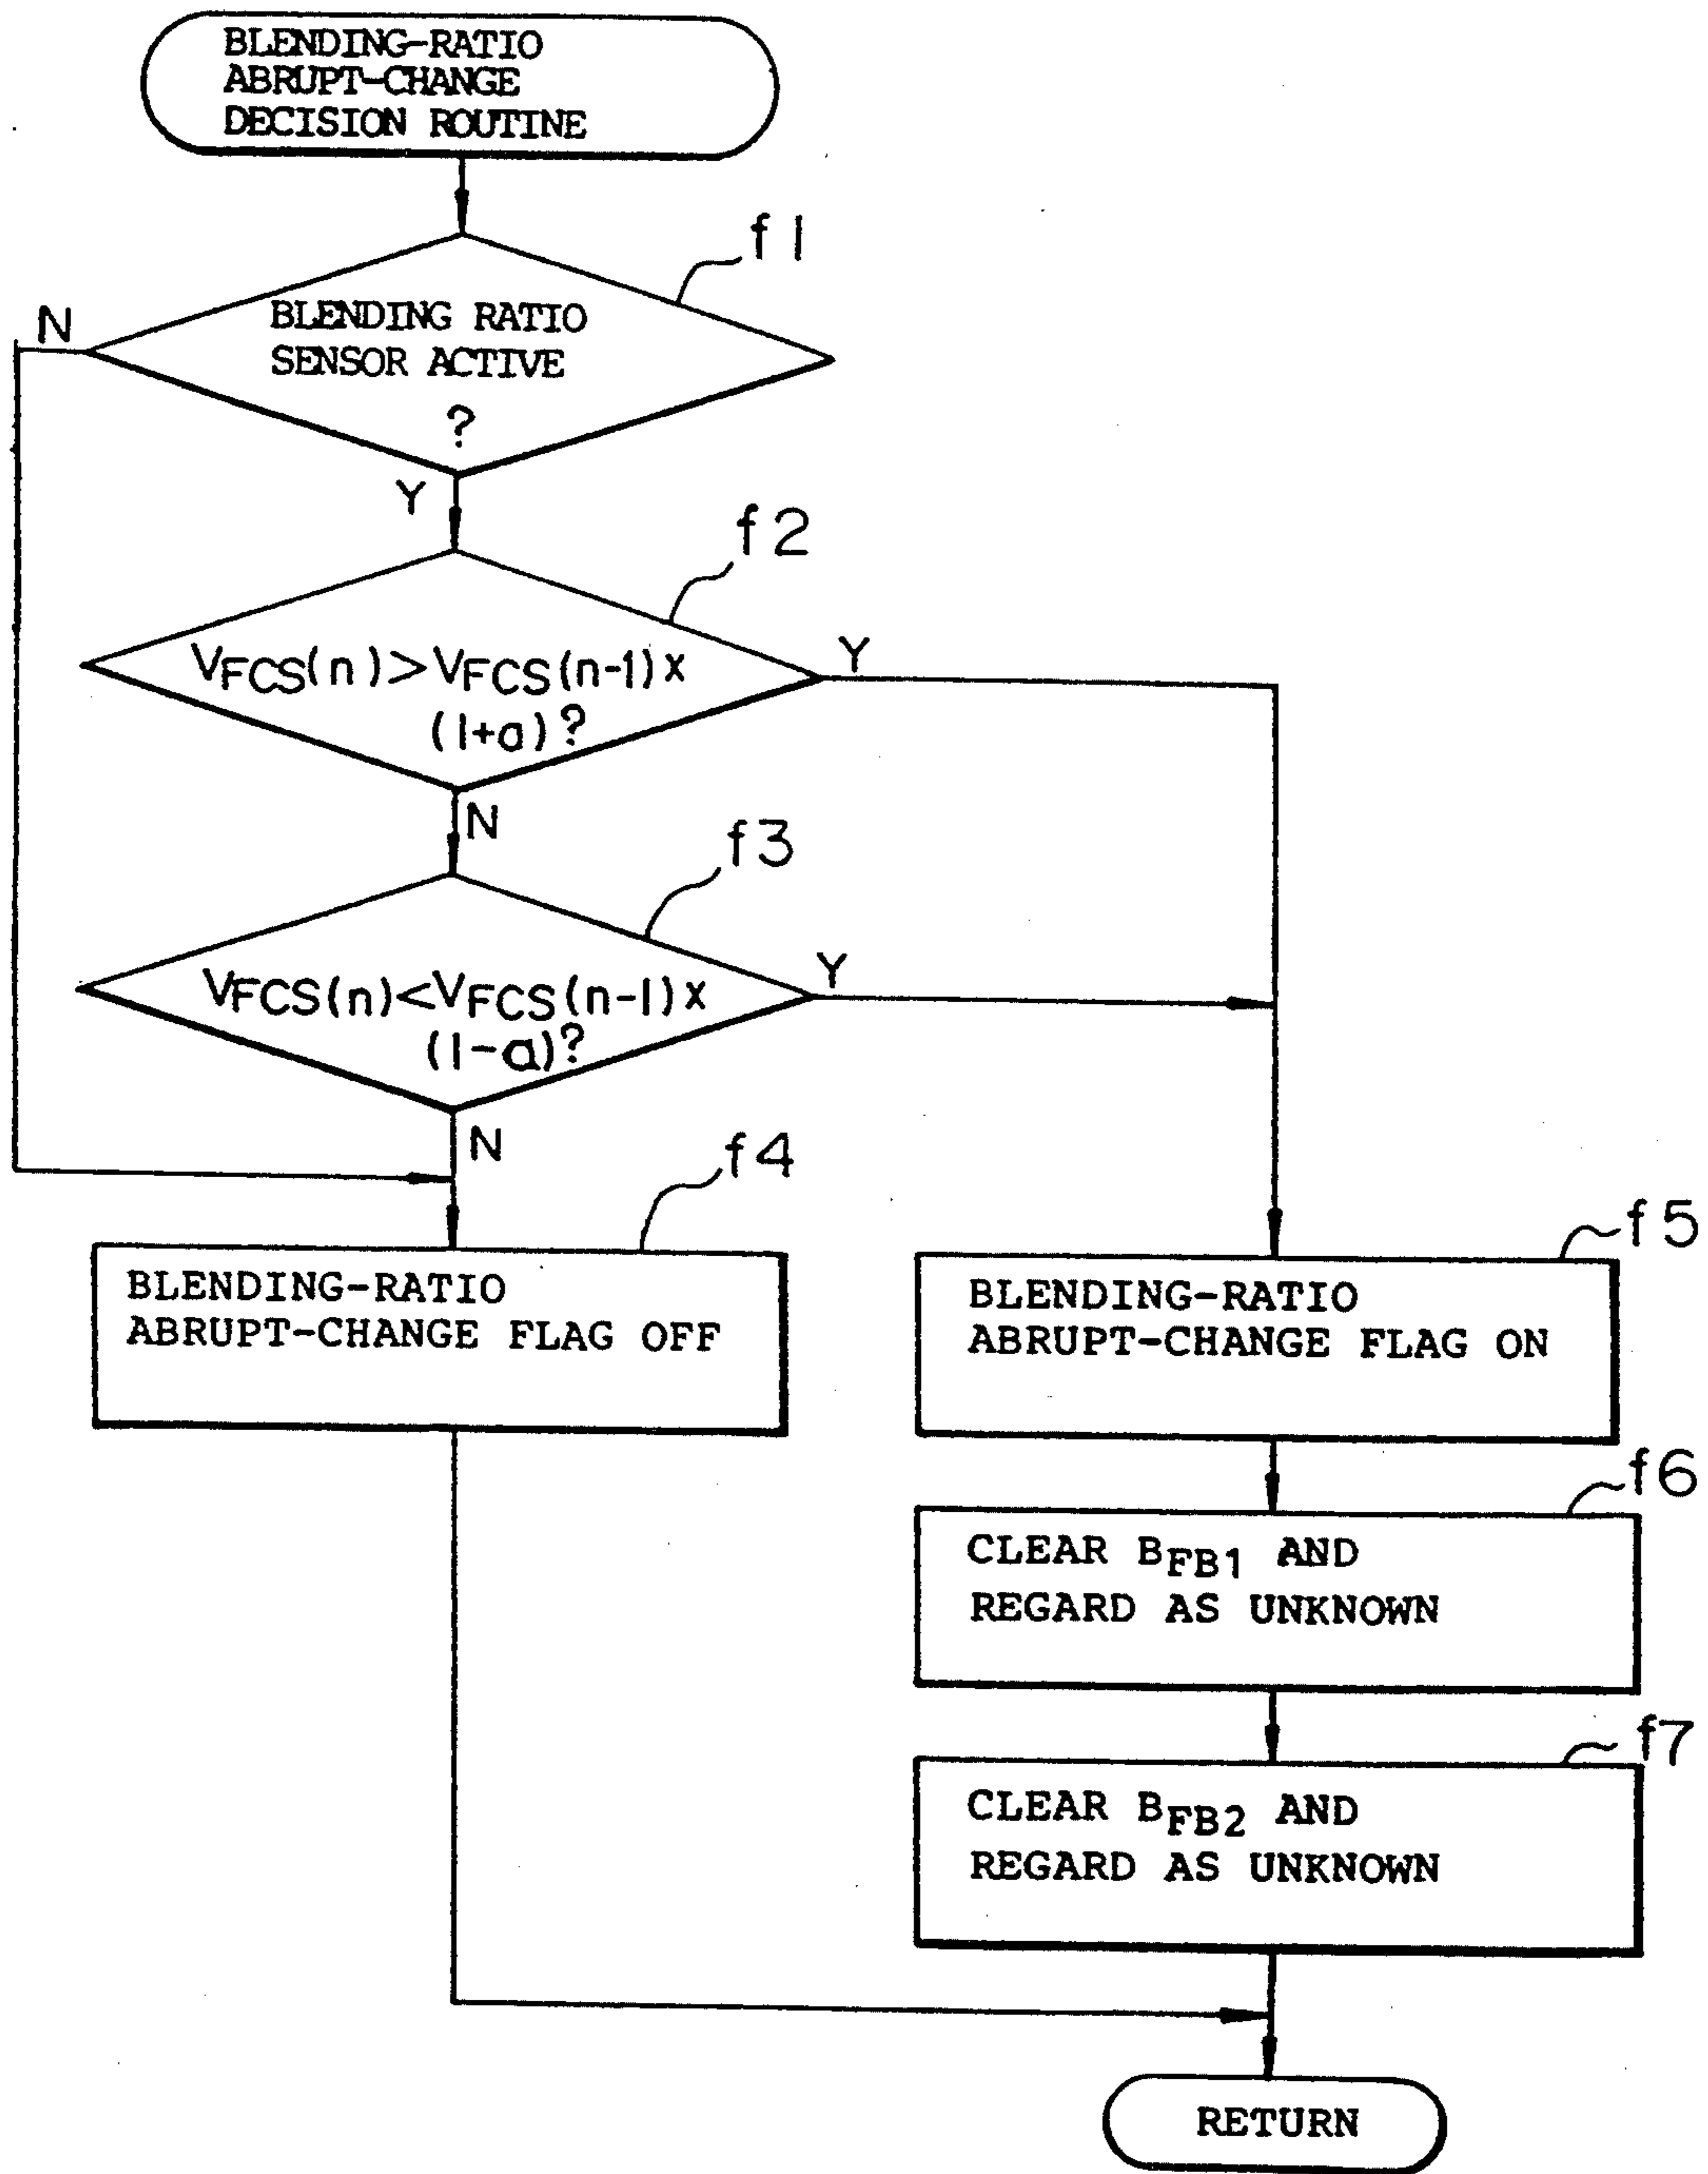 BLENDING-RATIO
ABRUPT-CHANGE
DECISION ROUTINE
f1
N
BLENDING RATIO
SENSOR ACTIVE
?
Y
f2
VFCS(n)>VFCS(n-1)x
(1+a)?
Y
N
f3
VFCS(n)<VFCS(n-1)x
(1-a)?
Y
N
f4
BLENDING-RATIO
ABRUPT-CHANGE FLAG OFF
f5
BLENDING-RATIO
ABRUPT-CHANGE FLAG ON
f6
CLEAR BFB1 AND
REGARD AS UNKNOWN
f7
CLEAR BFB2 AND
REGARD AS UNKNOWN
RETURN